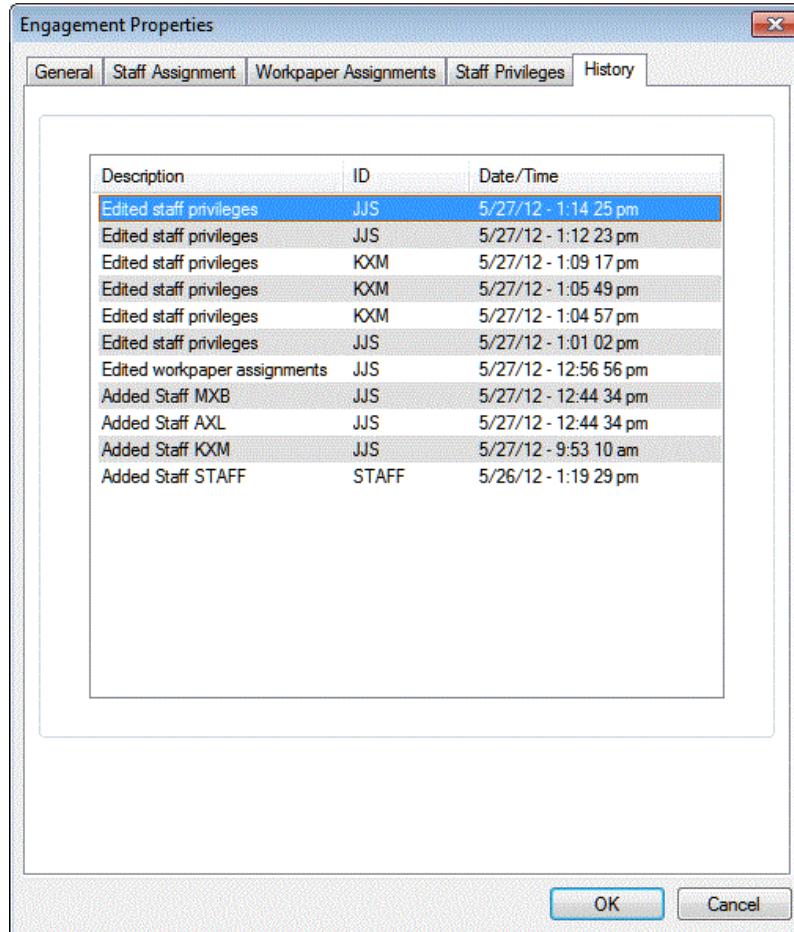 Engagement Properties
General Staff Assignment Workpaper Assignments Staff Privileges History
Description ID Date/Time
Edited staff privileges JJS 5/27/12 - 1:14 25 pm
Edited staff privileges JJS 5/27/12 - 1:12 23 pm
Edited staff privileges KXM 5/27/12 - 1:09 17 pm
Edited staff privileges KXM 5/27/12 - 1:05 49 pm
Edited staff privileges KXM 5/27/12 - 1:04 57 pm
Edited staff privileges JJS 5/27/12 - 1:01 02 pm
Edited workpaper assignments JJS 5/27/12 - 12:56 56 pm
Added Staff MXB JJS 5/27/12 - 12:44 34 pm
Added Staff AXL JJS 5/27/12 - 12:44 34 pm
Added Staff KXM JJS 5/27/12 - 9:53 10 am
Added Staff STAFF STAFF 5/26/12 - 1:19 29 pm
OK Cancel